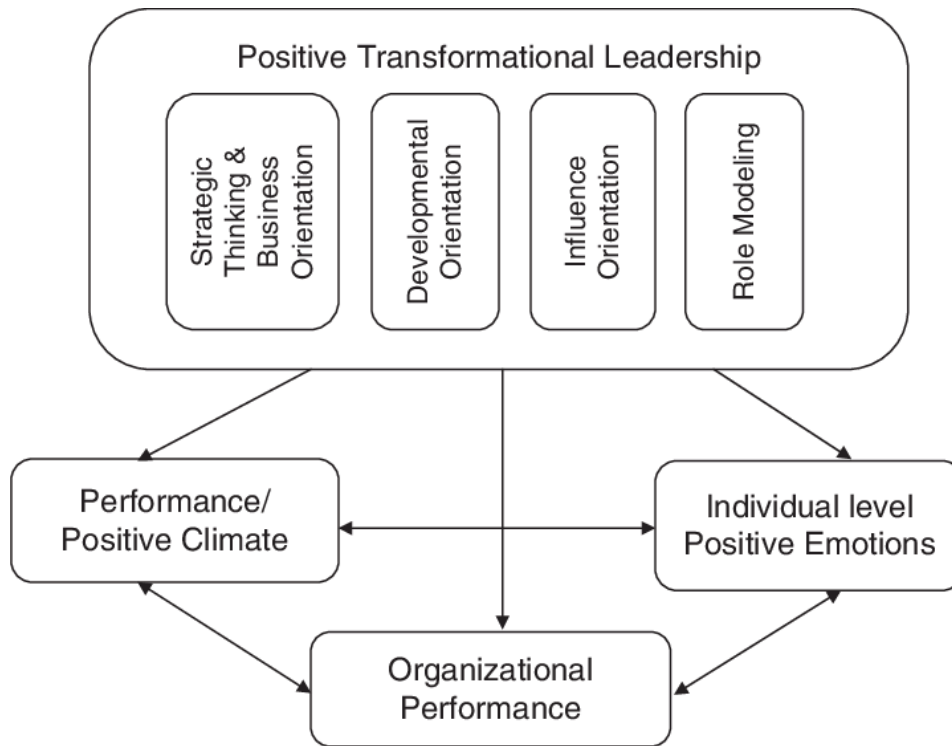 Positive Transformational Leadership
Strategic
Thinking &
Business
Orientation
Developmental
Orientation
Influence
Orientation
Role Modeling
Performance/
Positive Climate
Individual level
Positive Emotions
Organizational
Performance